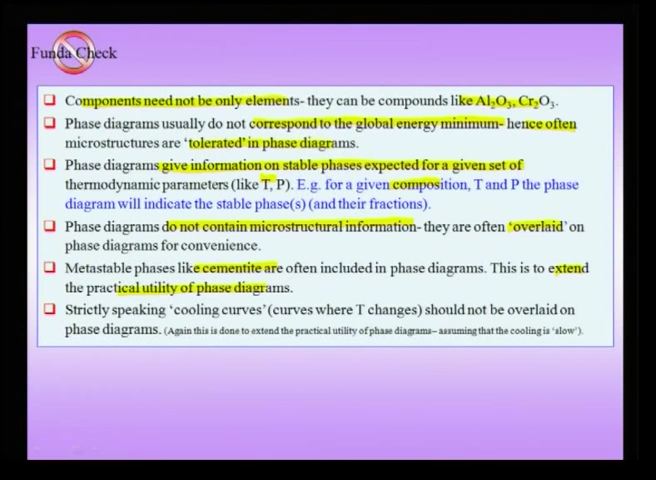 Funda Check
Components need not be only elements- they can be compounds like Al₂O₃, Cr₂O₃.
Phase diagrams usually do not correspond to the global energy minimum- hence often
microstructures are ‘tolerated’ in phase diagrams.
Phase diagrams give information on stable phases expected for a given set of
thermodynamic parameters (like T, P). E.g. for a given composition, T and P the phase
diagram will indicate the stable phase(s) (and their fractions).
Phase diagrams do not contain microstructural information- they are often ‘overlaid’ on
phase diagrams for convenience.
Metastable phases like cementite are often included in phase diagrams. This is to extend
the practical utility of phase diagrams.
Strictly speaking ‘cooling curves’ (curves where T changes) should not be overlaid on
phase diagrams. (Again this is done to extend the practical utility of phase diagrams– assuming that the cooling is ‘slow’).